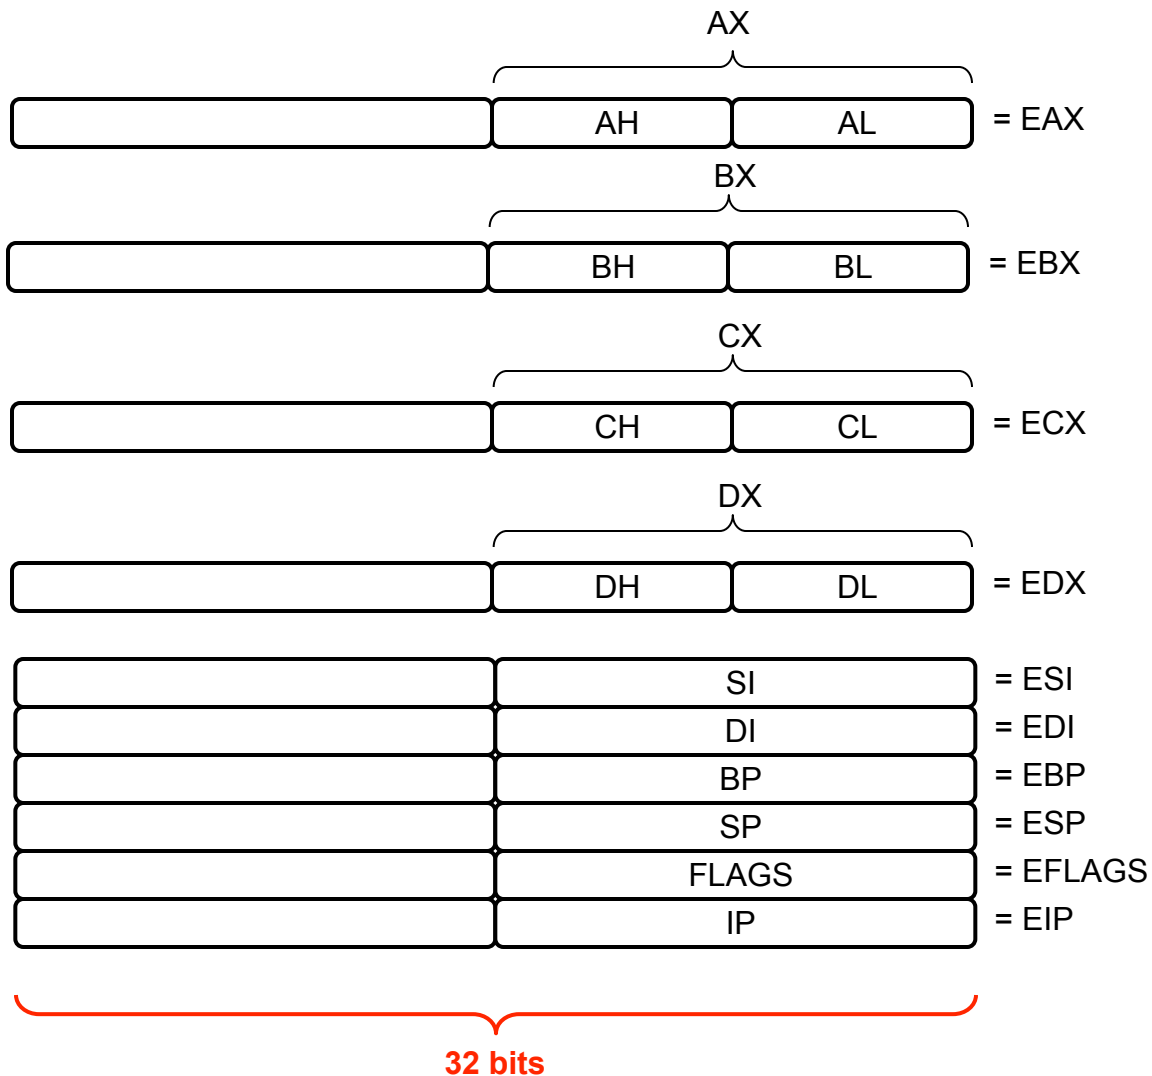 AX
AH AL = EAX
BX
BH BL = EBX
CX
CH CL = ECX
DX
DH DL = EDX
SI = ESI
DI = EDI
BP = EBP
SP = ESP
FLAGS = EFLAGS
IP = EIP
32 bits